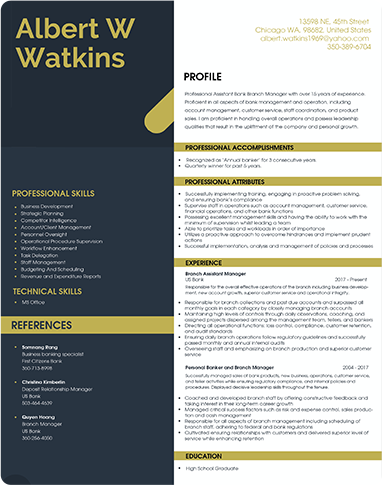 Albert W
Watkins
13598 NE, 45th Street
Chicago WA, 98682, United States
albert.watkins1969@yahoo.com
350-389-6704
PROFILE
Professional Assistant Bank Branch Manager with over 15 years of experience.
Proficient in all aspects of bank management and operation, including
account management, customer service, staff coordination, and product
sales. I am proficient in handling overall operations and possess leadership
qualities that result in the upliftment of the company and personal growth.
PROFESSIONAL ACCOMPLISHMENTS
Recognized as "Annual banker" for 3 consecutive years
Quarterly winner for past 5 years
PROFESSIONAL ATTRIBUTES
Successfully implementing training, engaging in proactive problem solving,
and ensuring bank's compliance
Supervise staff in operations such as account management, customer service,
financial operations, and other bank functions
Possessing excellent management skills and having the ability to work with the
minimum of supervision whilst leading a team
Able to prioritize tasks and workloads in order of importance
Utilizes a proactive approach to overcome hindrances and implement prudent
actions
Successful implementation, analysis and management of policies and processes
PROFESSIONAL SKILLS
Business Development
Strategic Planning
Competitor Intelligence
Account/Client Management
Personnel Oversight
Operational Procedure Supervision
Workflow Enhancement
Task Delegation
Staff Management
Budgeting And Scheduling
Revenue and Expenditure Reports
TECHNICAL SKILLS
MS Office
REFERENCES
Business banking specialist
First Citizens Bank
360-713-8998
Christina Kimberlin
Deposit Relationship Manager
US Bank
503-464-4639
Branch Manager
US Bank
360-256-4050
EXPERIENCE
Branch Assistant Manager
US Bank 2017 - Present
Responsible for the overall effective operations of the branch including business develop-
ment, new account growth, superior customer service and operational integrity.
Responsible for branch collections and past due accounts and surpassed all
monthly goals in each category by closely managing branch accounts
Maintaining high levels of controls through daily observations, coaching, and
assigned projects dispersed among the management team, tellers, and bankers
Directing all operational functions, loss control, compliance, customer retention,
and audit standards
Ensuring daily branch operations follow regulatory guidelines and successfully
passed monthly and annual internal audits
Overseeing staff and emphasizing on branch production and superior customer
service
Personal Banker and Branch Manager 2004 - 2017
Successfully managed sales of bank products, new business, operations, customer service,
and teller activities while ensuring regulatory compliance, and internal policies and
procedures. Displayed decisive leadership across the tenure.
Coached and developed branch staff by offering constructive feedback and
taking interest in their long-term career growth
Managed critical success factors such as risk and expense control, sales produc-
tion and loan
Responsible for all aspects of branch operations including scheduling of
branch staff, adhering to federal and bank regulations
Cultivated strong relationships with customers and delivered superior level of
service while enhancing retention
EDUCATION
High School Graduate